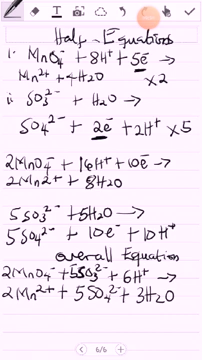 Half-Equations
i. MnO₄⁻ + 8H⁺ + 5e⁻ →
Mn²⁺ + 4H2O ×2
ii. SO₃²⁻ + H₂O →
SO₄²⁻ + 2e⁻ + 2H⁺ ×5
2MnO₄⁻ + 16H⁺ + 10e⁻ →
2Mn²⁺ + 8H2O
5SO₃²⁻ + 5H2O →
5SO₄²⁻ + 10e⁻ + 10H⁺
Overall Equation
2MnO₄⁻ + 5SO₃²⁻ + 6H⁺ →
2Mn²⁺ + 5SO₄²⁻ + 3H2O
6/6